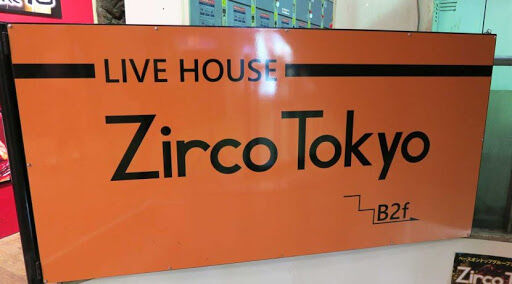 LIVE HOUSE
Zirco Tokyo
B2f
Zirco T